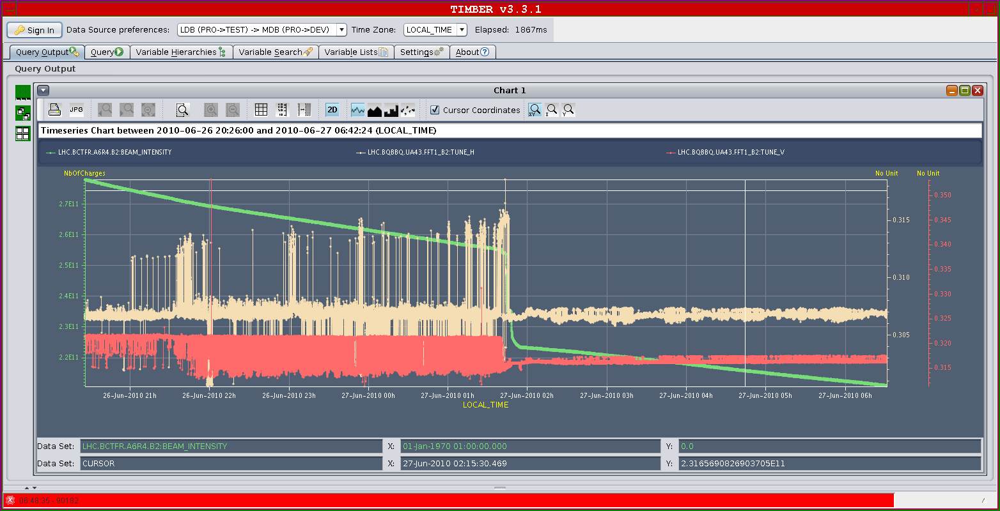 TIMBER v3.3.1
Sign In Data Source preferences: LDB (PRO->TEST) -> MDB (PRO->DEV) Time Zone: LOCAL_TIME Elapsed: 1867ms
Query Output Query Variable Hierarchies Variable Search Variable Lists Settings About
Query Output
Chart 1
JPG 2D Cursor Coordinates XY X Y
Timeseries Chart between 2010-06-26 20:26:00 and 2010-06-27 06:42:24 (LOCAL_TIME)
LHC.BCTFR.A6R4.B2:BEAM_INTENSITY LHC.BQBBQ.UA43.FFT1_B2:TUNE_H LHC.BQBBQ.UA43.FFT1_B2:TUNE_V
NbOfCharges No Unit No Unit
0.350
2.7E11
0.315 0.345
2.6E11
0.340
2.5E11
0.335
0.310
2.4E11 0.330
0.325
2.3E11
0.305
0.320
2.2E11
0.315
26-Jun-2010 21h 26-Jun-2010 22h 26-Jun-2010 23h 27-Jun-2010 00h 27-Jun-2010 01h 27-Jun-2010 02h 27-Jun-2010 03h 27-Jun-2010 04h 27-Jun-2010 05h 27-Jun-2010 06h
LOCAL_TIME
Data Set: LHC.BCTFR.A6R4.B2:BEAM_INTENSITY X: 01-Jan-1970 01:00:00.000 Y: 0.0
Data Set: CURSOR X: 27-Jun-2010 02:15:30.469 Y: 2.3165690826903705E11